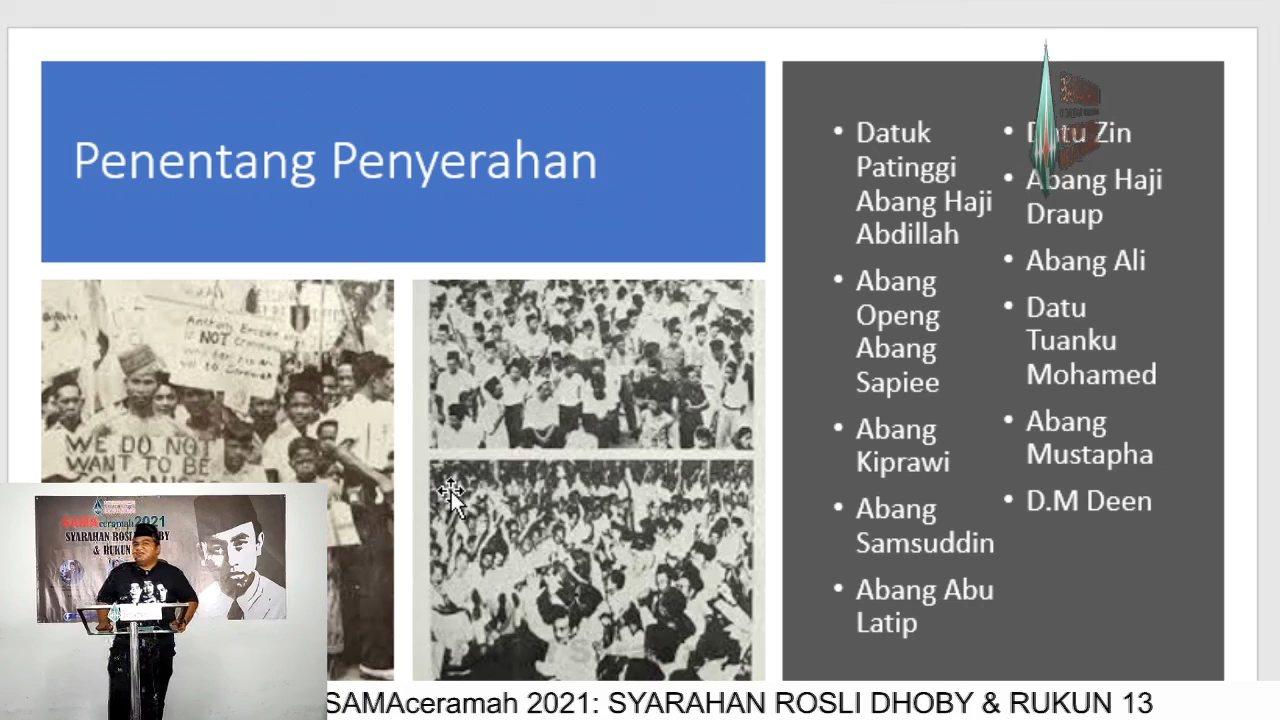 Penentang Penyerahan
• Datuk
Patinggi
Abang Haji
Abdillah
• Abang
Openg
Abang
Sapiee
• Abang
Kiprawi
• Abang
Samsuddin
• Abang Abu
Latip
• Datu Zin
• Abang Haji
Draup
• Abang Ali
• Datu
Tuanku
Mohamed
• Abang
Mustapha
• D.M Deen
NOT
WE DO NOT
WANT TO BE
SAMAceramah2021
SYARAHAN ROSLI DHOBY
& RUKUN
SAMAceramah 2021: SYARAHAN ROSLI DHOBY & RUKUN 13